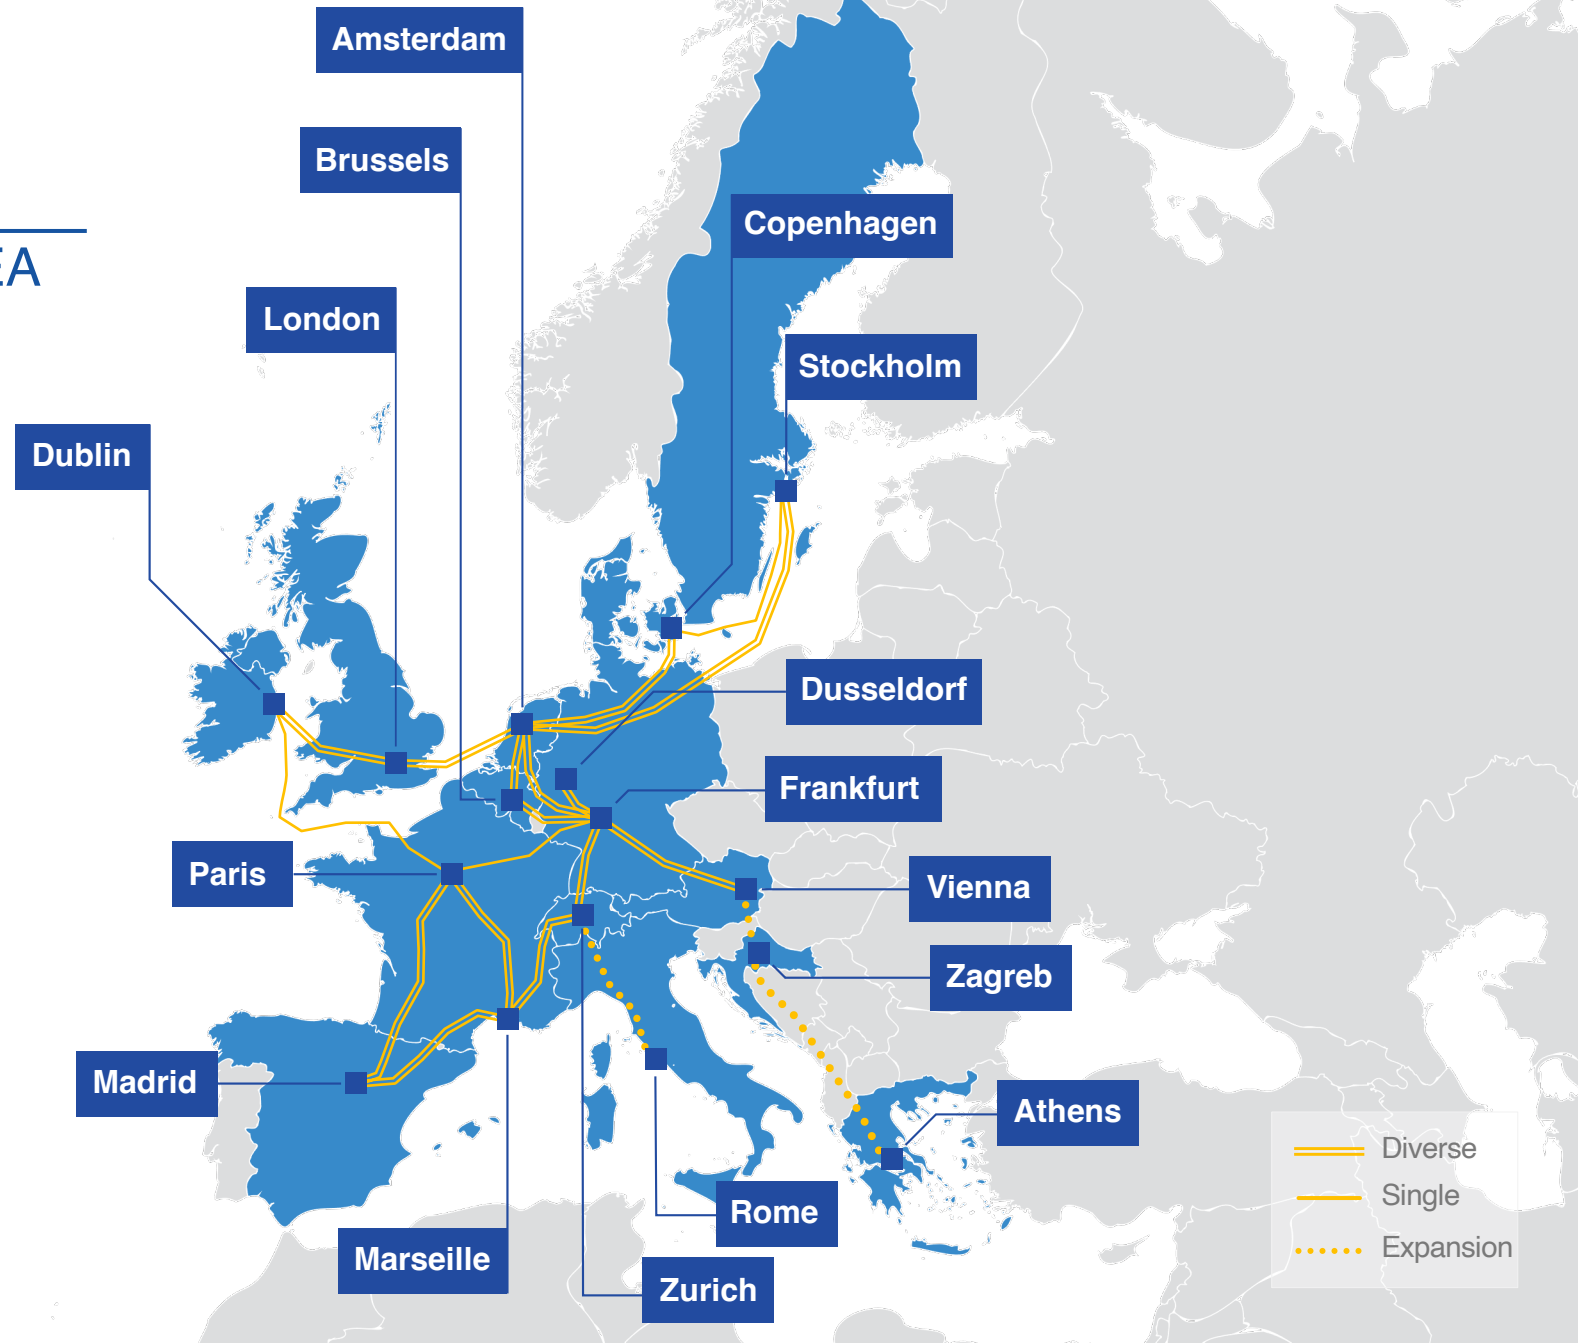 Amsterdam
Brussels
Copenhagen
EA
London
Stockholm
Dublin
Dusseldorf
Frankfurt
Paris
Vienna
Zagreb
Madrid
Athens
Rome
Marseille
Zurich
Diverse
Single
Expansion